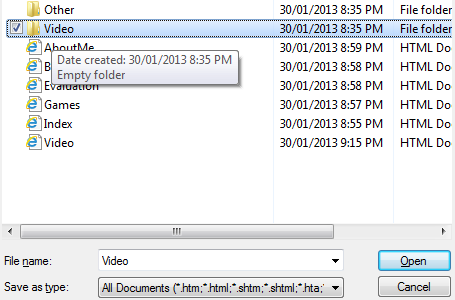 Other 30/01/2013 8:35 PM File folder
Video 30/01/2013 8:35 PM File folder
AboutMe 30/01/2013 8:59 PM HTML Do
Date created: 30/01/2013 8:35 PM
Empty folder
B 30/01/2013 8:58 PM HTML Do
Evaluation 30/01/2013 8:58 PM HTML Do
Games 30/01/2013 8:57 PM HTML Do
Index 30/01/2013 8:55 PM HTML Do
Video 30/01/2013 9:15 PM HTML Do
File name: Video Open
Save as type: All Documents (*.htm;*.html;*.shtm;*.shtml;*.hta; Cancel